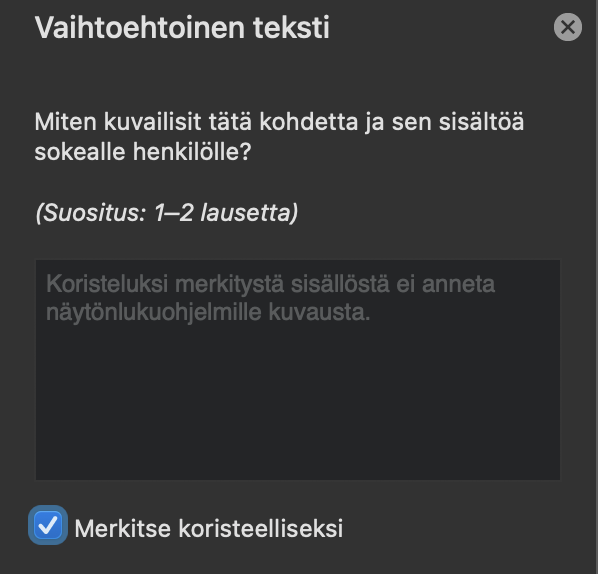 Vaihtoehtoinen teksti
Miten kuvailisit tätä kohdetta ja sen sisältöä
sokealle henkilölle?
(Suositus: 1–2 lausetta)
Koristeluksi merkitystä sisällöstä ei anneta
näytönlukuohjelmille kuvausta.
Merkitse koristeelliseksi